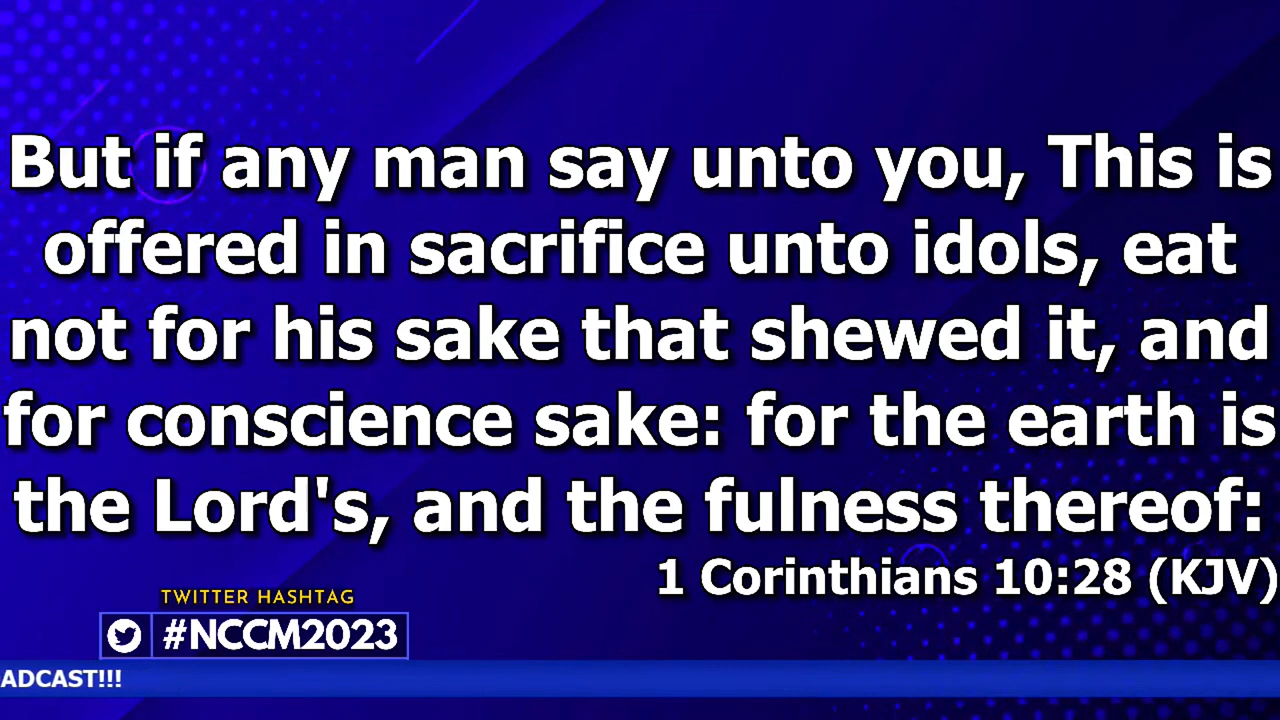 But if any man say unto you, This is
offered in sacrifice unto idols, eat
not for his sake that shewed it, and
for conscience sake: for the earth is
the Lord's, and the fulness thereof:
1 Corinthians 10:28 (KJV)
TWITTER HASHTAG
#NCCM2023
ADCAST!!!